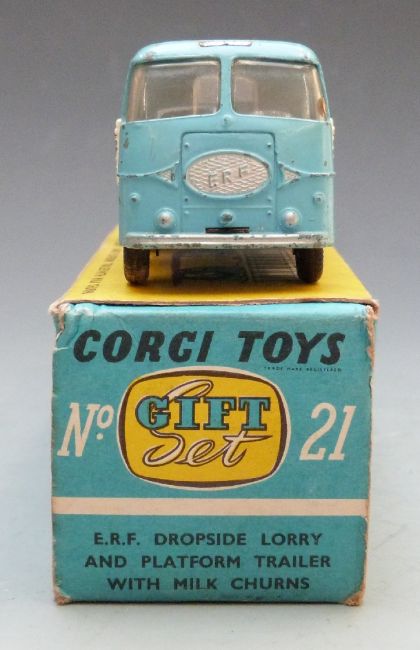 E.R.F.
CORGI TOYS
TRADE MARK REGISTERED
Nº GIFT Set 21
E.R.F. DROPSIDE LORRY
AND PLATFORM TRAILER
WITH MILK CHURNS